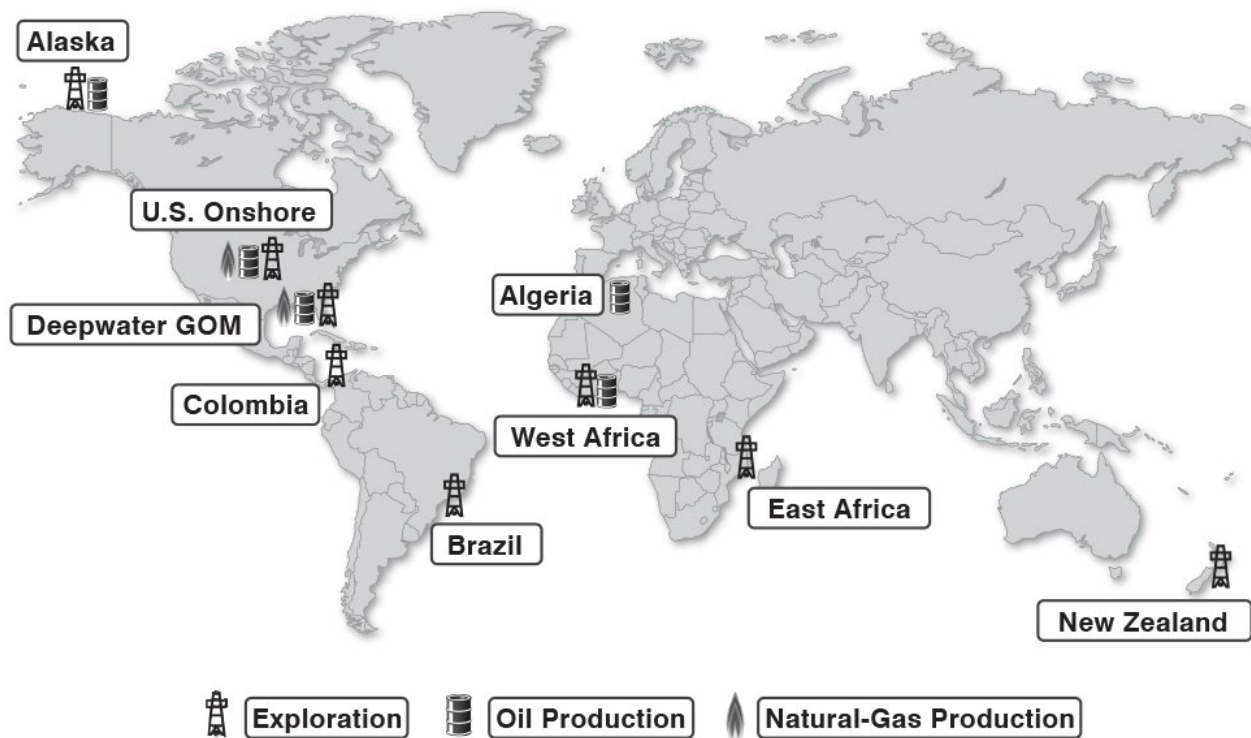 Alaska
U.S. Onshore
Deepwater GOM
Algeria
Colombia
West Africa
East Africa
Brazil
New Zealand
Exploration
Oil Production
Natural-Gas Production